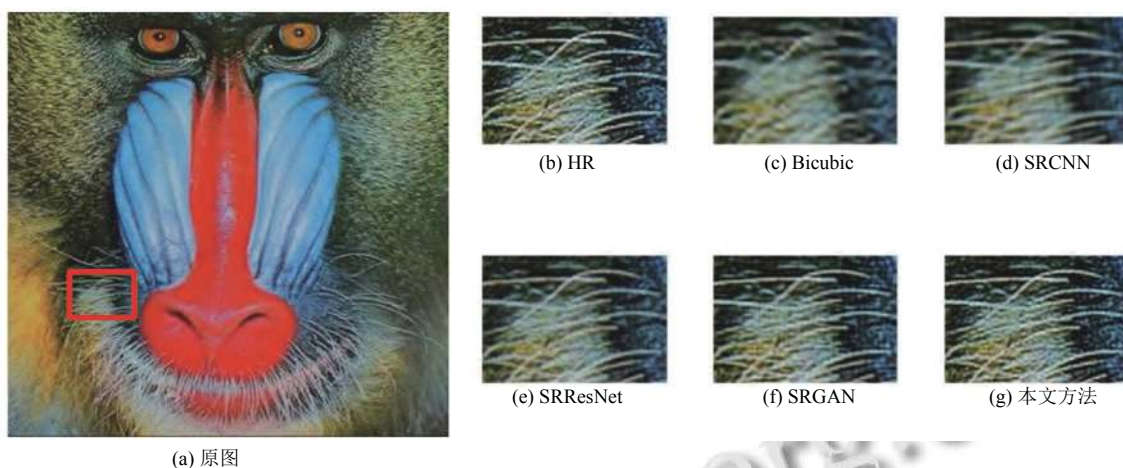 (b) HR
(c) Bicubic
(d) SRCNN
(e) SRResNet
(f) SRGAN
(g) 本文方法
(a) 原图